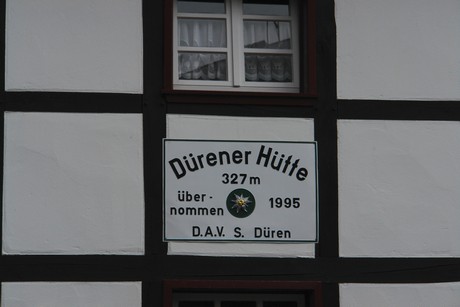 Dürener Hütte
327m
über-
nommen 1995
D.A.V. S. Düren